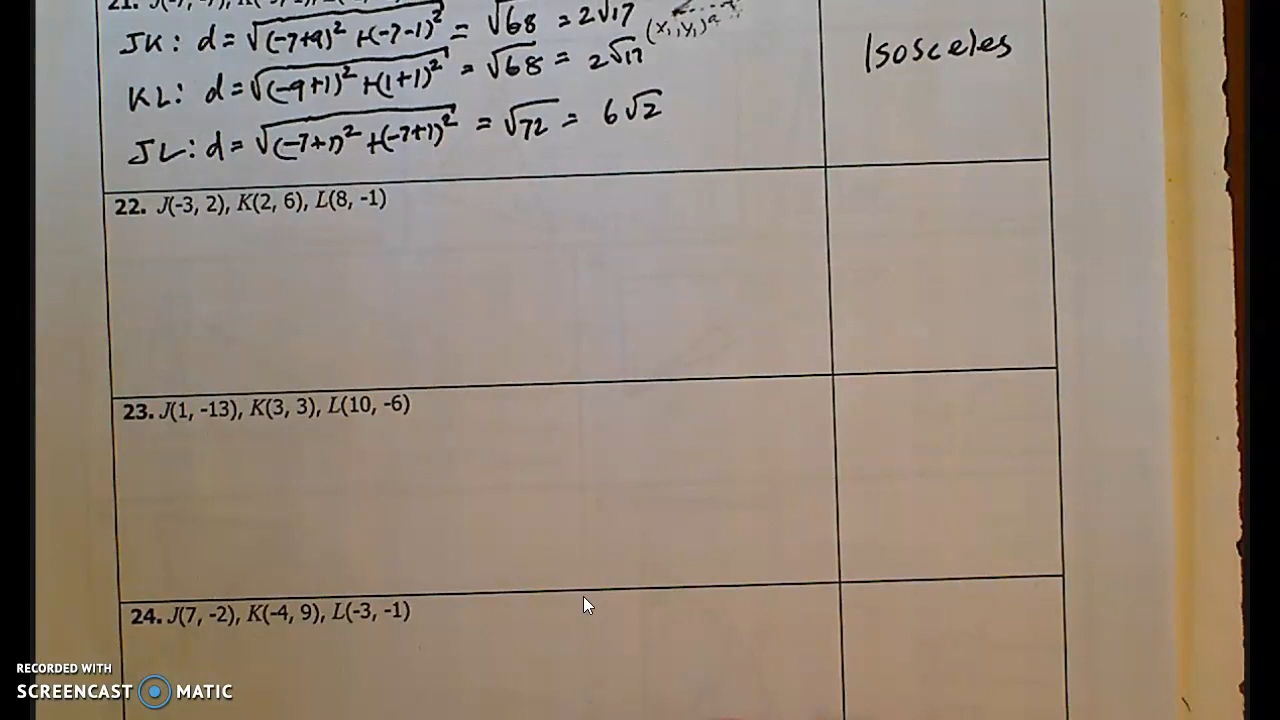 JK: d = √(-7+9)² + (-7-1)² = √68 = 2√17
(x₁, y₁)
KL: d = √(-9+1)² + (1+1)² = √68 = 2√17
JL: d = √(-7+1)² + (-7+1)² = √72 = 6√2
Isosceles
22. J(-3, 2), K(2, 6), L(8, -1)
23. J(1, -13), K(3, 3), L(10, -6)
24. J(7, -2), K(-4, 9), L(-3, -1)
RECORDED WITH
SCREENCAST MATIC